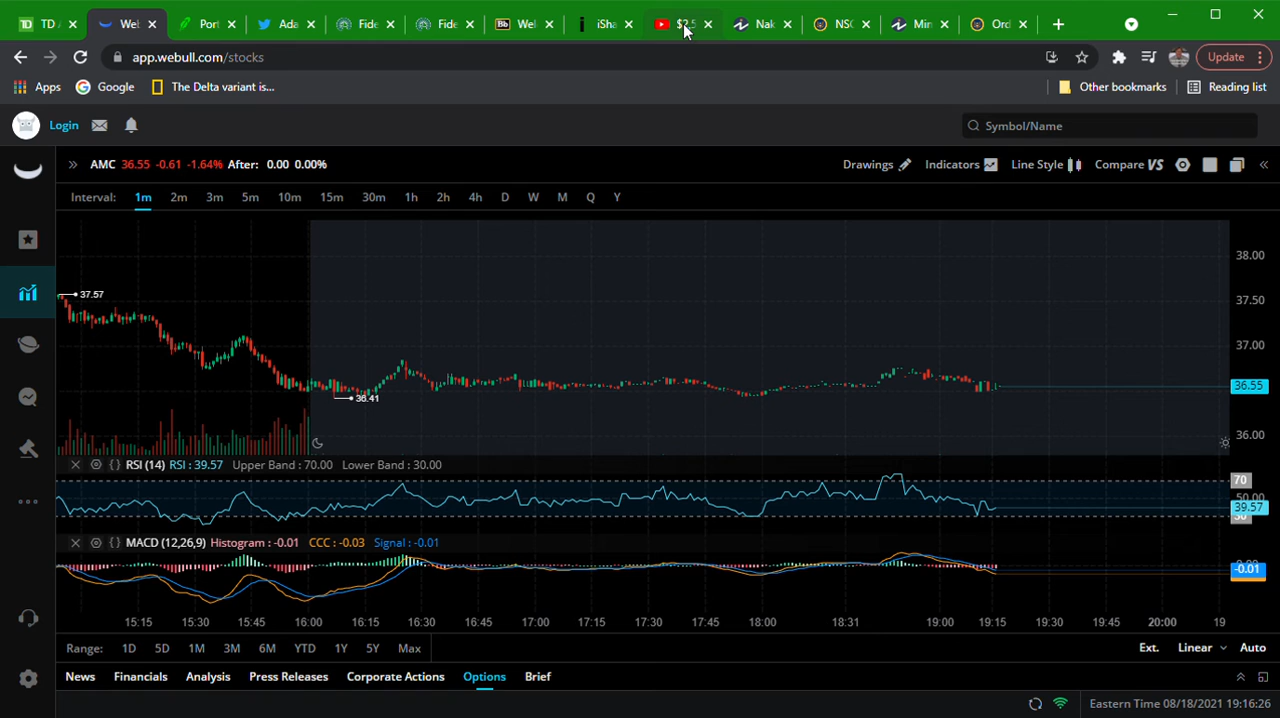 TD A
Wel
Port
Ada
Fide
Fide
Bb Wel
iSha
$2.5
Nak
NSC
Min
Ord
app.webull.com/stocks
Update
Apps Google The Delta variant is... Other bookmarks Reading list
Login Symbol/Name
AMC 36.55 -0.61 -1.64% After: 0.00 0.00% Drawings Indicators Line Style Compare VS
Interval: 1m 2m 3m 5m 10m 15m 30m 1h 2h 4h D W M Q Y
38.00
37.57
37.50
37.00
36.55
36.41
36.00
RSI (14) RSI : 39.57 Upper Band : 70.00 Lower Band : 30.00
70
50.00
39.57
30
MACD (12,26,9) Histogram : -0.01 CCC : -0.03 Signal : -0.01
-0.01
15:15 15:30 15:45 16:00 16:15 16:30 16:45 17:00 17:15 17:30 17:45 18:00 18:31 19:00 19:15 19:30 19:45 20:00 19
Range: 1D 5D 1M 3M 6M YTD 1Y 5Y Max Ext. Linear Auto
News Financials Analysis Press Releases Corporate Actions Options Brief
Eastern Time 08/18/2021 19:16:26